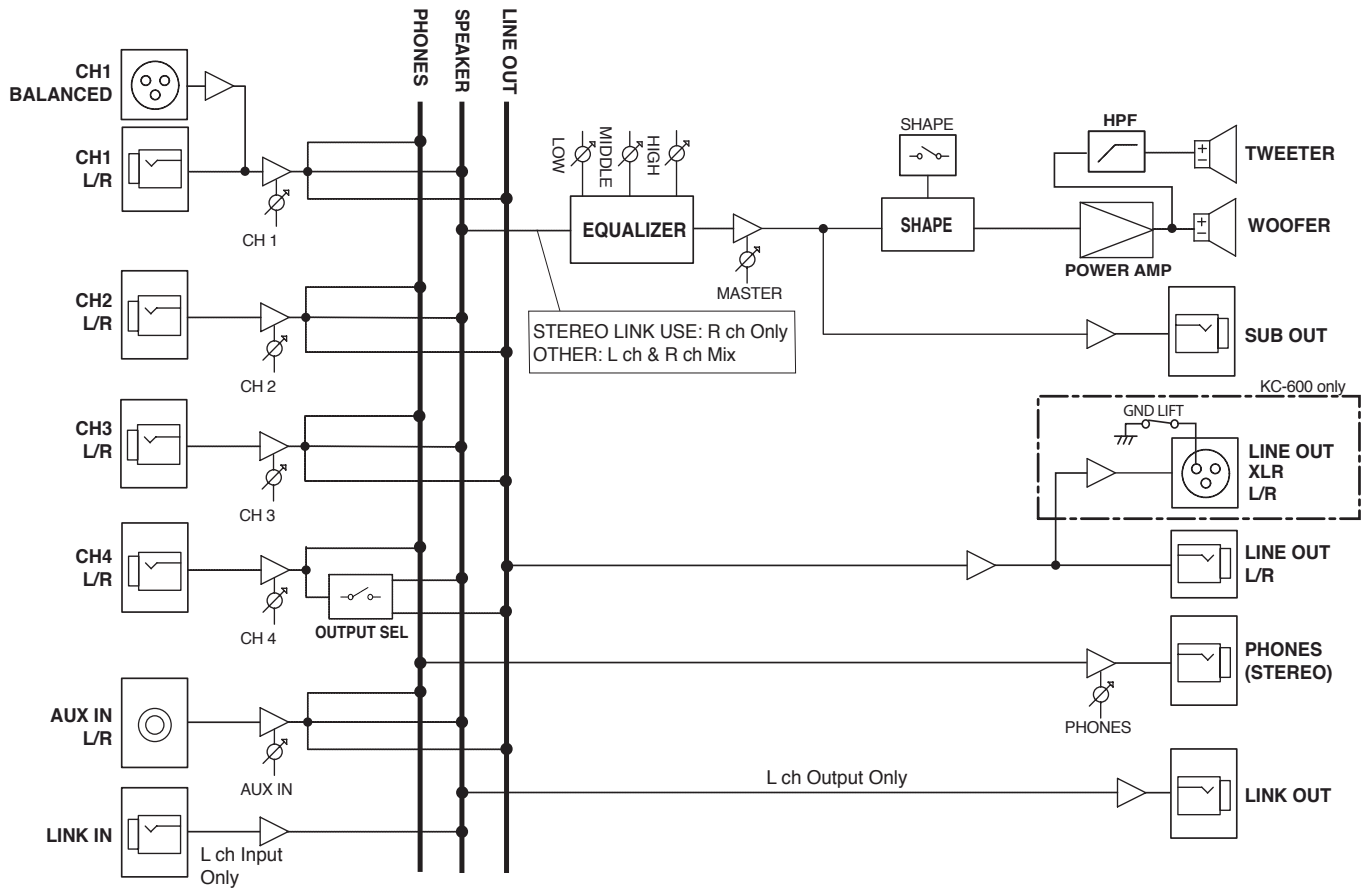 PHONES
SPEAKER
LINE OUT
CH1
BALANCED
CH1
L/R
CH 1
CH2
L/R
CH 2
CH3
L/R
CH 3
CH4
L/R
CH 4
OUTPUT SEL
AUX IN
L/R
AUX IN
LINK IN
L ch Input
Only
LOW
MIDDLE
HIGH
EQUALIZER
MASTER
STEREO LINK USE: R ch Only
OTHER: L ch & R ch Mix
SHAPE
SHAPE
HPF
TWEETER
WOOFER
POWER AMP
SUB OUT
KC-600 only
GND LIFT
LINE OUT
XLR
L/R
LINE OUT
L/R
PHONES
(STEREO)
PHONES
L ch Output Only
LINK OUT